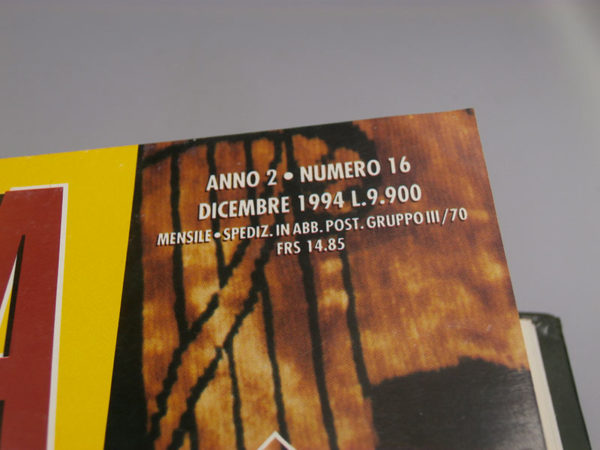 ANNO 2 • NUMERO 16
DICEMBRE 1994 L.9.900
MENSILE • SPEDIZ. IN ABB. POST. GRUPPO III/70
FRS 14.85
A